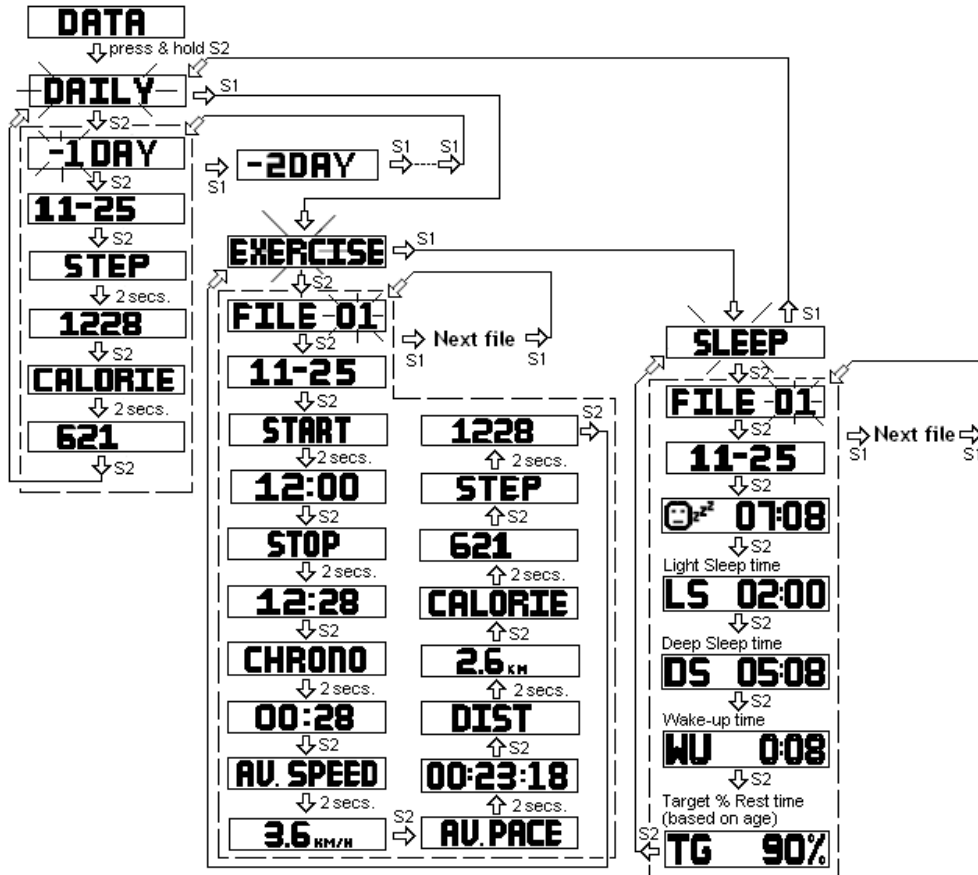 DATA
press & hold S2
DAILY
S1
S2
-1 DAY
S2
11-25
S2
STEP
2 secs.
1228
S2
CALORIE
2 secs.
621
S2
S1
-2DAY
S1
S1
EXERCISE
S1
S2
FILE 01
S2
S1
Next file
S1
11-25
S2
START
2 secs.
12:00
S2
STOP
2 secs.
12:28
S2
CHRONO
2 secs.
00:28
S2
AV. SPEED
2 secs.
3.6 KM/H
S2
AV. PACE
2 secs.
00:23:18
S2
DIST
2 secs.
2.6 KM
S2
CALORIE
2 secs.
621
S2
STEP
2 secs.
1228
S2
SLEEP
S1
S2
FILE 01
S2
S1
Next file
S1
11-25
S2
zzz 07:08
S2
Light Sleep time
LS 02:00
S2
Deep Sleep time
DS 05:08
S2
Wake-up time
WU 0:08
S2
Target % Rest time
(based on age)
TG 90%
S2